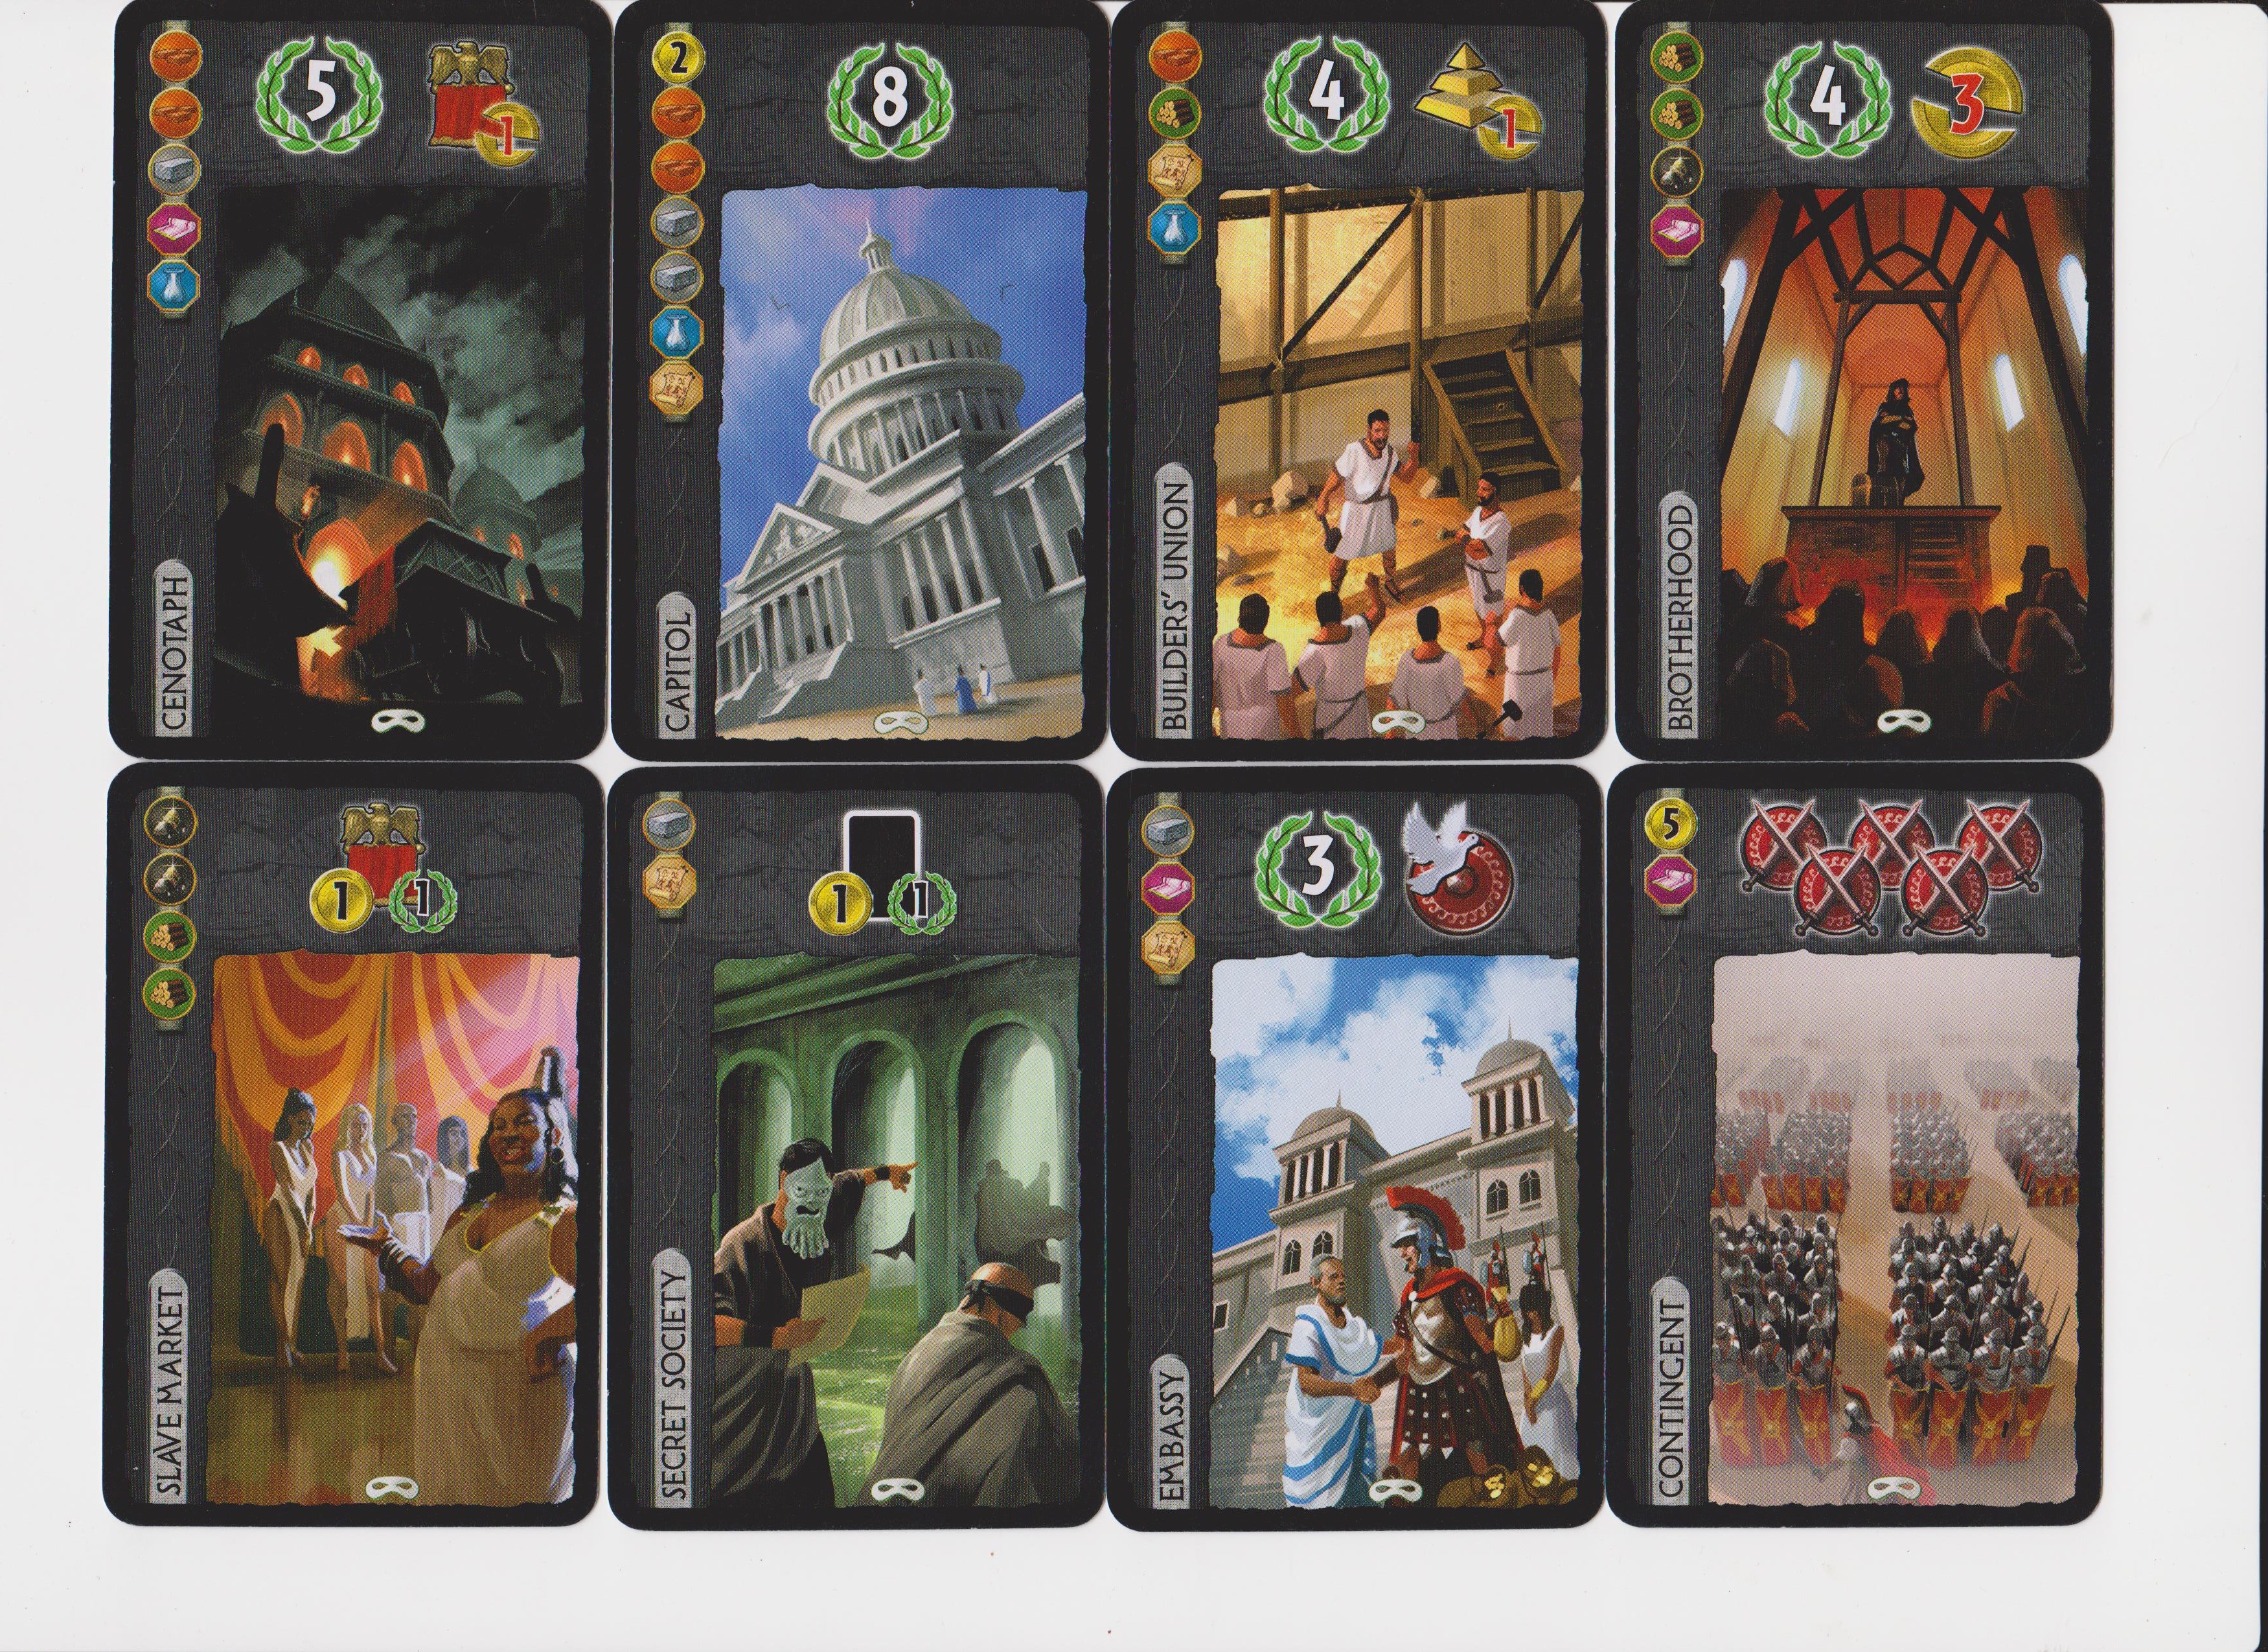 5
1
CENOTAPH
2
8
CAPITOL
4
1
BUILDERS' UNION
4
3
BROTHERHOOD
1
1
SLAVE MARKET
1
1
SECRET SOCIETY
3
EMBASSY
5
CONTINGENT